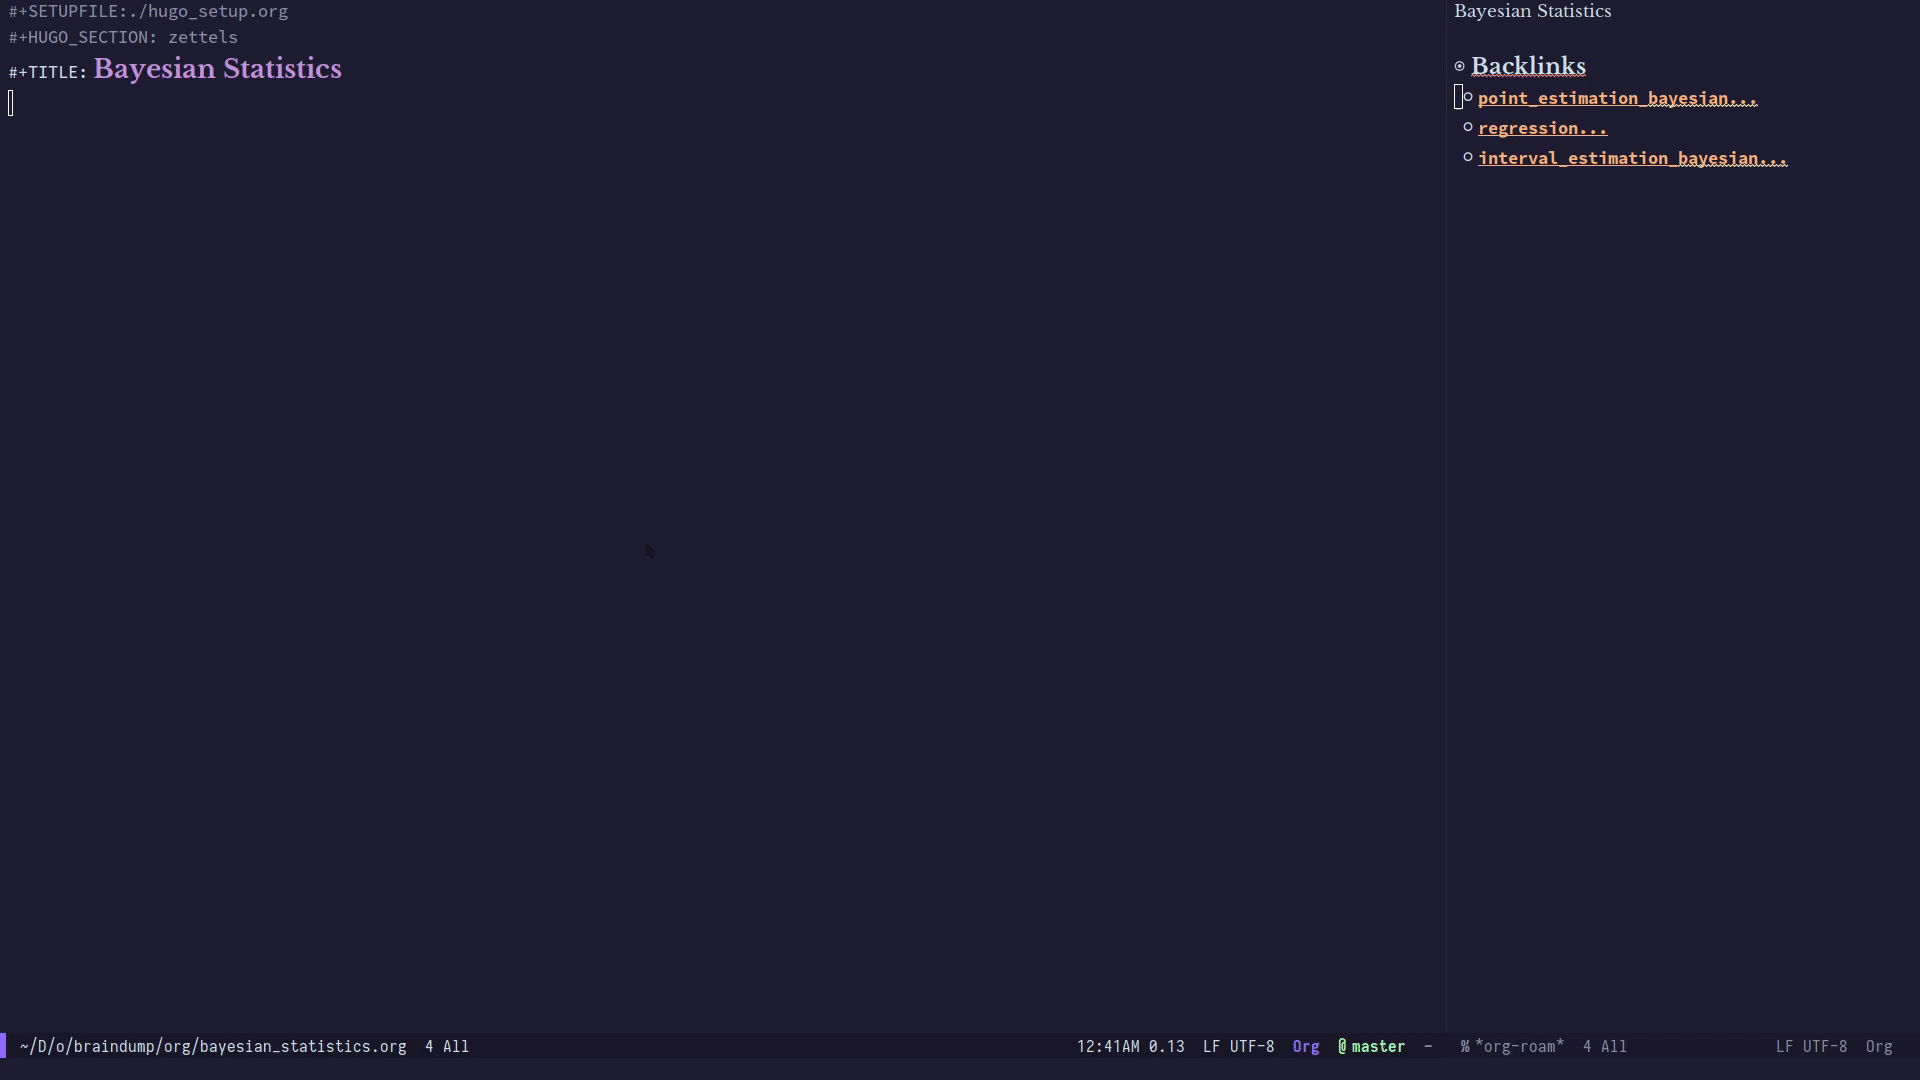 #+SETUPFILE:./hugo_setup.org
#+HUGO_SECTION: zettels
#+TITLE: Bayesian Statistics
Bayesian Statistics
Backlinks
point_estimation_bayesian...
regression...
interval_estimation_bayesian...
~/D/o/braindump/org/bayesian_statistics.org 4 All 12:41AM 0.13 LF UTF-8 Org @ master -
% *org-roam* 4 All LF UTF-8 Org